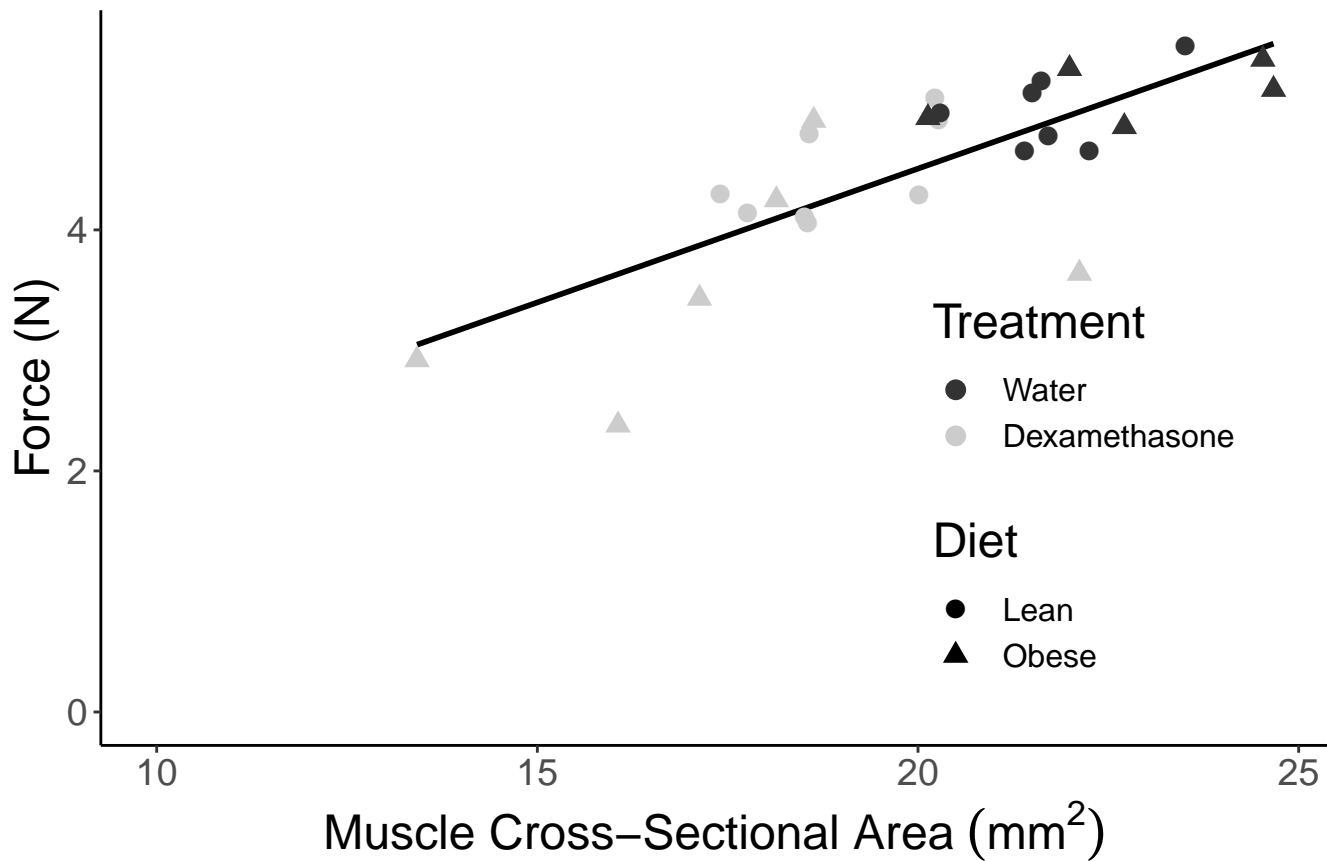 Force (N)
4
2
0
Treatment
Water
Dexamethasone
Diet
Lean
Obese
10 15 20 25
Muscle Cross−Sectional Area (mm²)